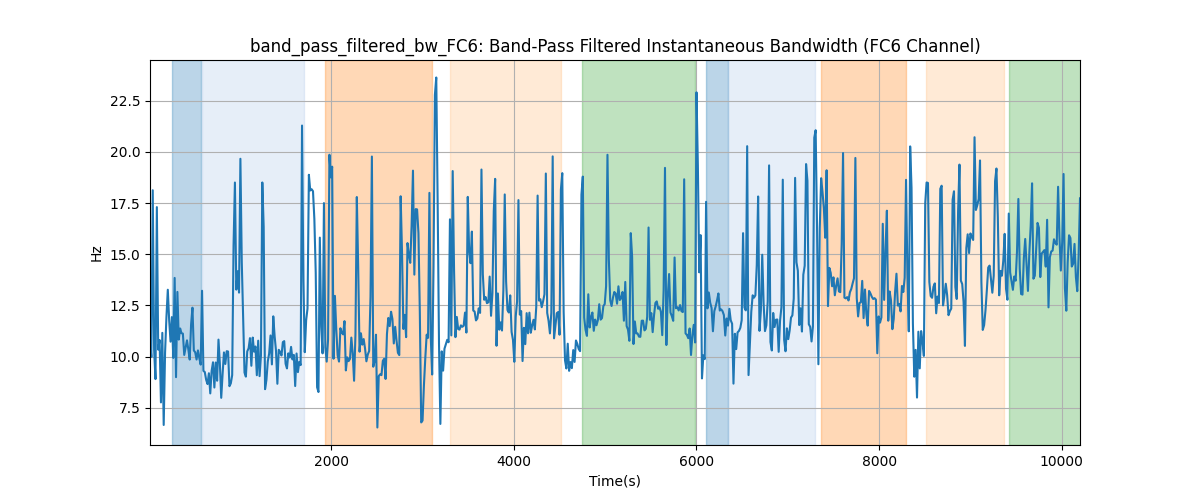 band_pass_filtered_bw_FC6: Band-Pass Filtered Instantaneous Bandwidth (FC6 Channel)
22.5
20.0
17.5
15.0
12.5
10.0
7.5
Hz
2000 4000 6000 8000 10000
Time(s)